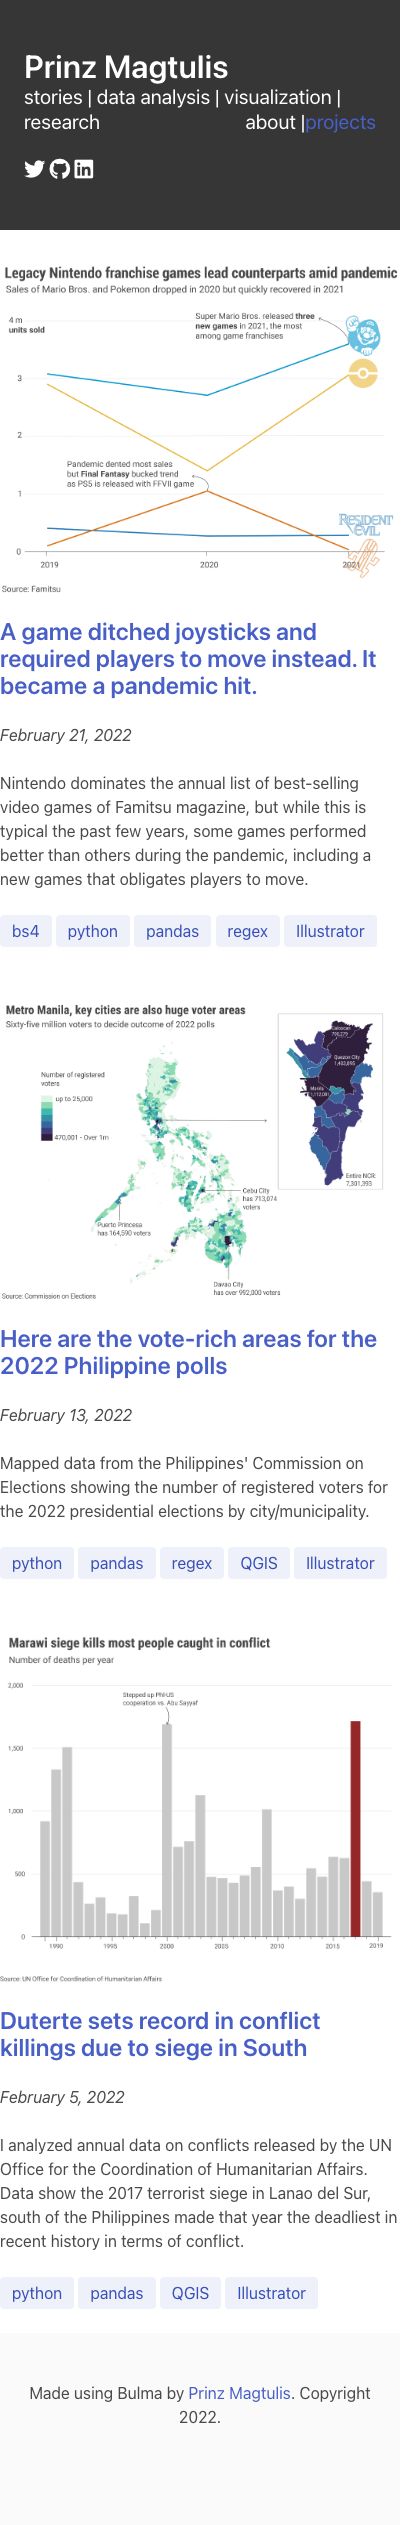 Prinz Magtulis
stories | data analysis | visualization |
research about |projects
Legacy Nintendo franchise games lead counterparts amid pandemic
Sales of Mario Bros. and Pokemon dropped in 2020 but quickly recovered in 2021
4 m
units sold
Super Mario Bros. released three
new games in 2021, the most
among game franchises
3
2
Pandemic dented most sales
but Final Fantasy bucked trend
as PS5 is released with FFVII game
1
RESIDENT
EVIL
0
2019 2020 2021
Source: Famitsu
A game ditched joysticks and
required players to move instead. It
became a pandemic hit.
February 21, 2022
Nintendo dominates the annual list of best-selling
video games of Famitsu magazine, but while this is
typical the past few years, some games performed
better than others during the pandemic, including a
new games that obligates players to move.
bs4 python pandas regex Illustrator
Metro Manila, key cities are also huge voter areas
Sixty-five million voters to decide outcome of 2022 polls
Number of registered
voters
up to 25,000
470,001 - Over 1m
Quezon City
Manila
Entire NCR:
7,301,393
Cebu City
has 713,074
voters
Puerto Princesa
has 164,590 voters
Davao City
has over 992,000 voters
Source: Commission on Elections
Here are the vote-rich areas for the
2022 Philippine polls
February 13, 2022
Mapped data from the Philippines' Commission on
Elections showing the number of registered voters for
the 2022 presidential elections by city/municipality.
python pandas regex QGIS Illustrator
Marawi siege kills most people caught in conflict
Number of deaths per year
2,000
Stepped up PH-US
cooperation vs. Abu Sayyaf
1,500
1,000
500
0
1990 1995 2000 2005 2010 2015 2019
Source: UN Office for Coordination of Humanitarian Affairs
Duterte sets record in conflict
killings due to siege in South
February 5, 2022
I analyzed annual data on conflicts released by the UN
Office for the Coordination of Humanitarian Affairs.
Data show the 2017 terrorist siege in Lanao del Sur,
south of the Philippines made that year the deadliest in
recent history in terms of conflict.
python pandas QGIS Illustrator
Made using Bulma by Prinz Magtulis. Copyright
2022.